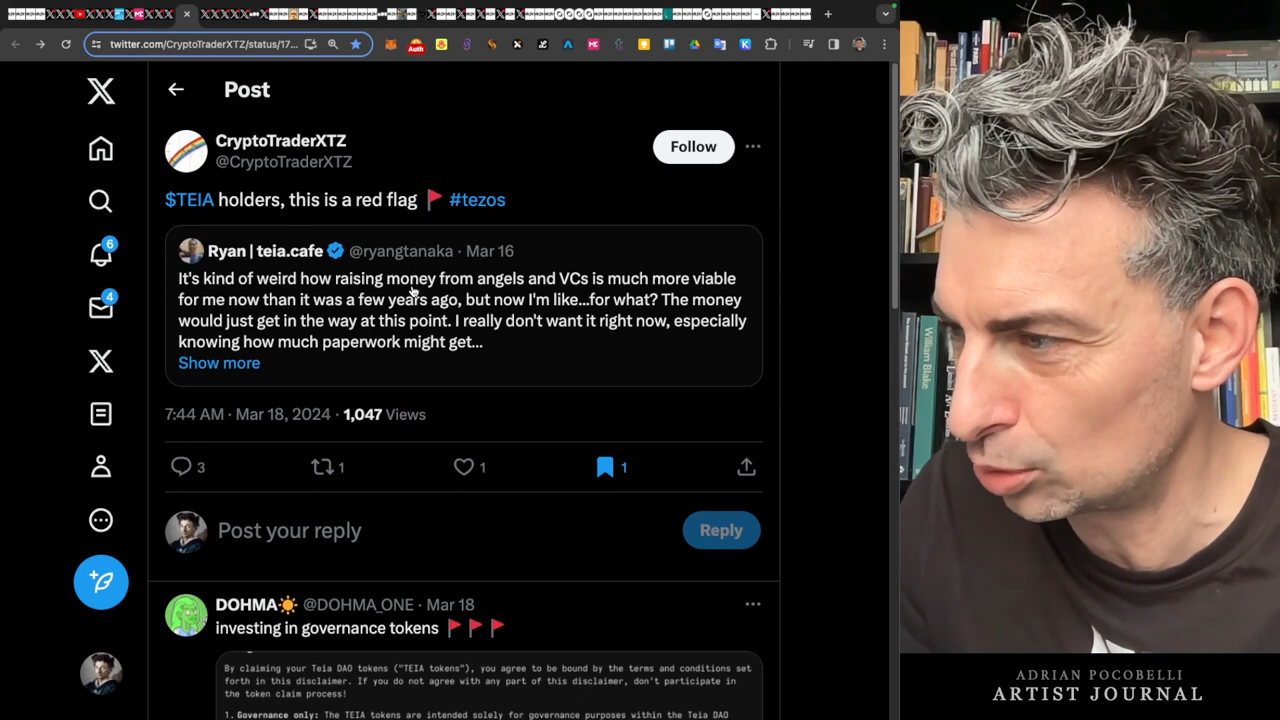 twitter.com/CryptoTraderXTZ/status/17...
Auth
Post
CryptoTraderXTZ
@CryptoTraderXTZ
Follow
$TEIA holders, this is a red flag 🚩 #tezos
Ryan | teia.cafe @ryangtanaka · Mar 16
It's kind of weird how raising money from angels and VCs is much more viable
for me now than it was a few years ago, but now I'm like...for what? The money
would just get in the way at this point. I really don't want it right now, especially
knowing how much paperwork might get...
Show more
7:44 AM · Mar 18, 2024 · 1,047 Views
3
1
1
1
6
4
Post your reply
Reply
DOHMA☀️ @DOHMA_ONE · Mar 18
investing in governance tokens 🚩🚩🚩
By claiming your Teia DAO tokens ("TEIA tokens"), you agree to be bound by the terms and conditions set
forth in this disclaimer. If you do not agree with any part of this disclaimer, don't participate in
the token claim process!
1. Governance only: The TEIA tokens are intended solely for governance purposes within the Teia DAO
William Blake
ADRIAN POCOBELLI
ARTIST JOURNAL